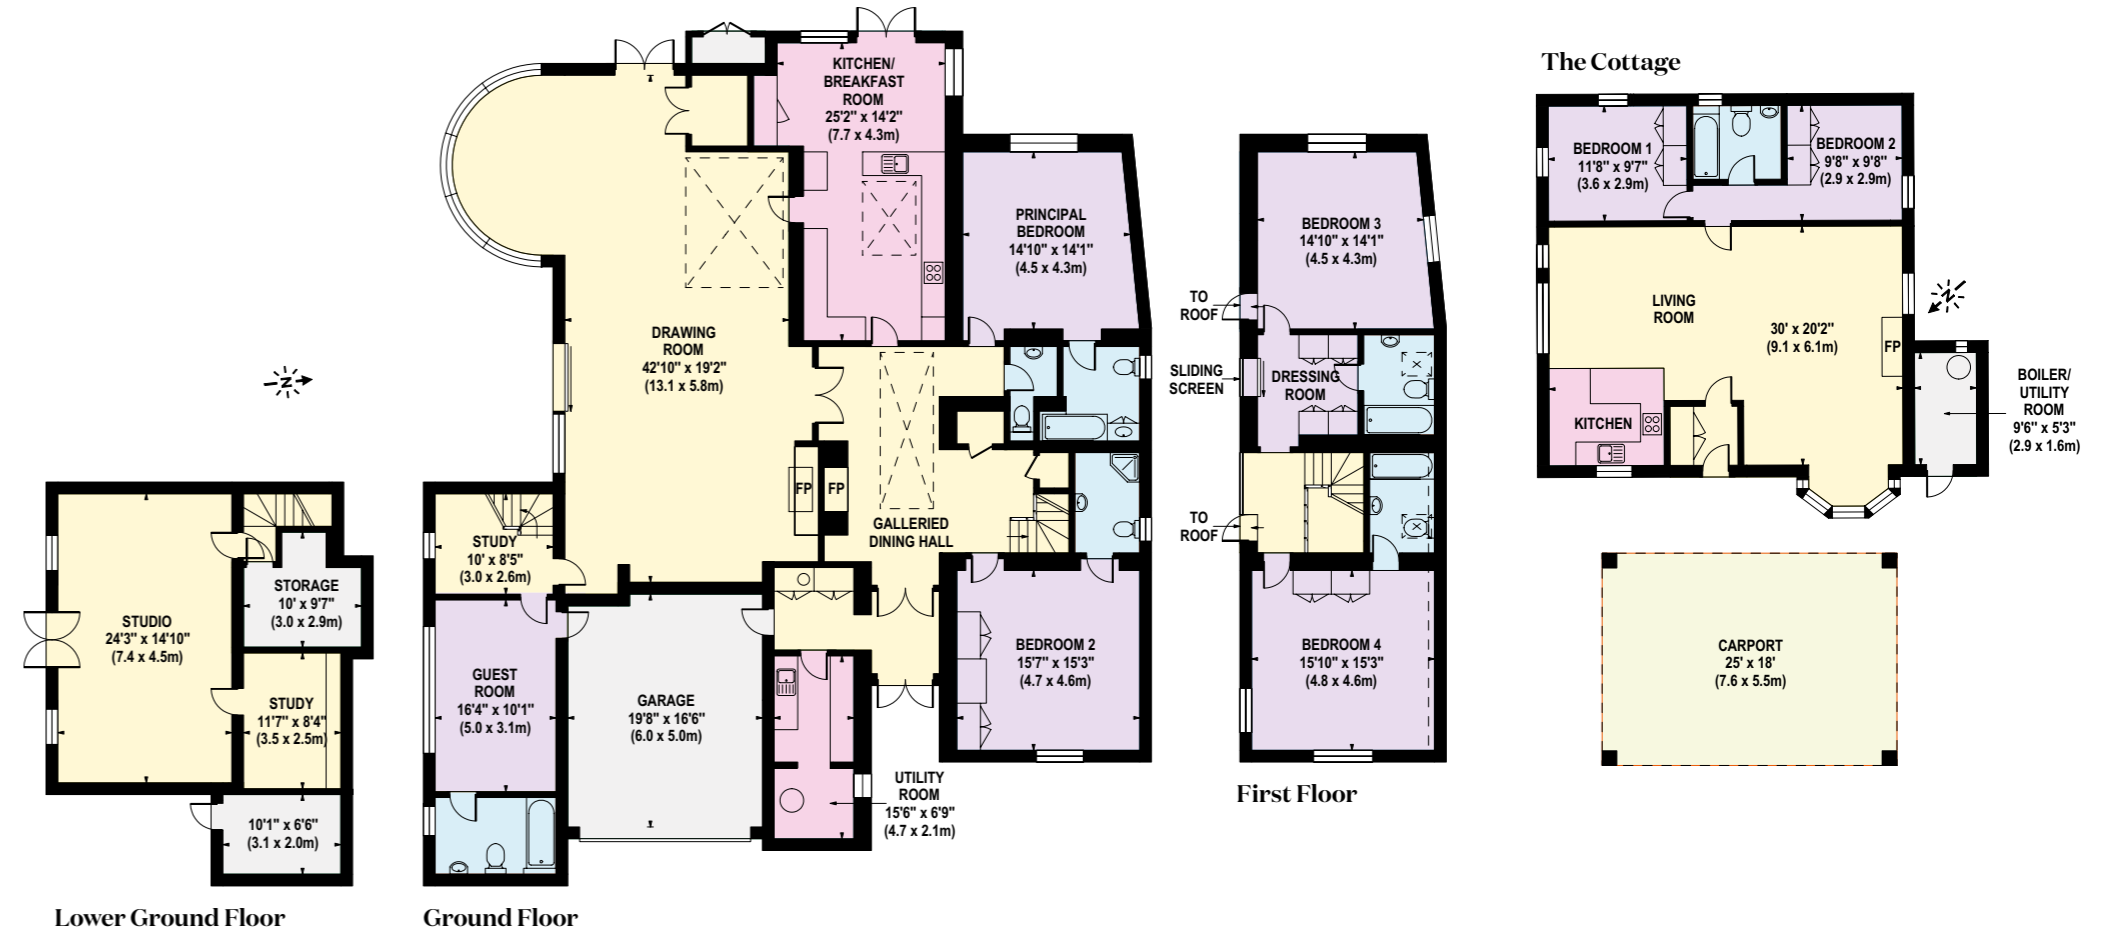 STUDIO
24'3" x 14'10"
(7.4 x 4.5m)
STORAGE
10' x 9'7"
(3.0 x 2.9m)
STUDY
11'7" x 8'4"
(3.5 x 2.5m)
10'1" x 6'6"
(3.1 x 2.0m)
Lower Ground Floor
N
KITCHEN/
BREAKFAST
ROOM
25'2" x 14'2"
(7.7 x 4.3m)
PRINCIPAL
BEDROOM
14'10" x 14'1"
(4.5 x 4.3m)
DRAWING
ROOM
42'10" x 19'2"
(13.1 x 5.8m)
FP
FP
GALLERIED
DINING HALL
STUDY
10' x 8'5"
(3.0 x 2.6m)
GUEST
ROOM
16'4" x 10'1"
(5.0 x 3.1m)
GARAGE
19'8" x 16'6"
(6.0 x 5.0m)
BEDROOM 2
15'7" x 15'3"
(4.7 x 4.6m)
UTILITY
ROOM
15'6" x 6'9"
(4.7 x 2.1m)
Ground Floor
BEDROOM 3
14'10" x 14'1"
(4.5 x 4.3m)
TO
ROOF
SLIDING
SCREEN
DRESSING
ROOM
TO
ROOF
BEDROOM 4
15'10" x 15'3"
(4.8 x 4.6m)
First Floor
The Cottage
BEDROOM 1
11'8" x 9'7"
(3.6 x 2.9m)
BEDROOM 2
9'8" x 9'8"
(2.9 x 2.9m)
LIVING
ROOM
30' x 20'2"
(9.1 x 6.1m)
FP
N
KITCHEN
BOILER/
UTILITY
ROOM
9'6" x 5'3"
(2.9 x 1.6m)
CARPORT
25' x 18'
(7.6 x 5.5m)